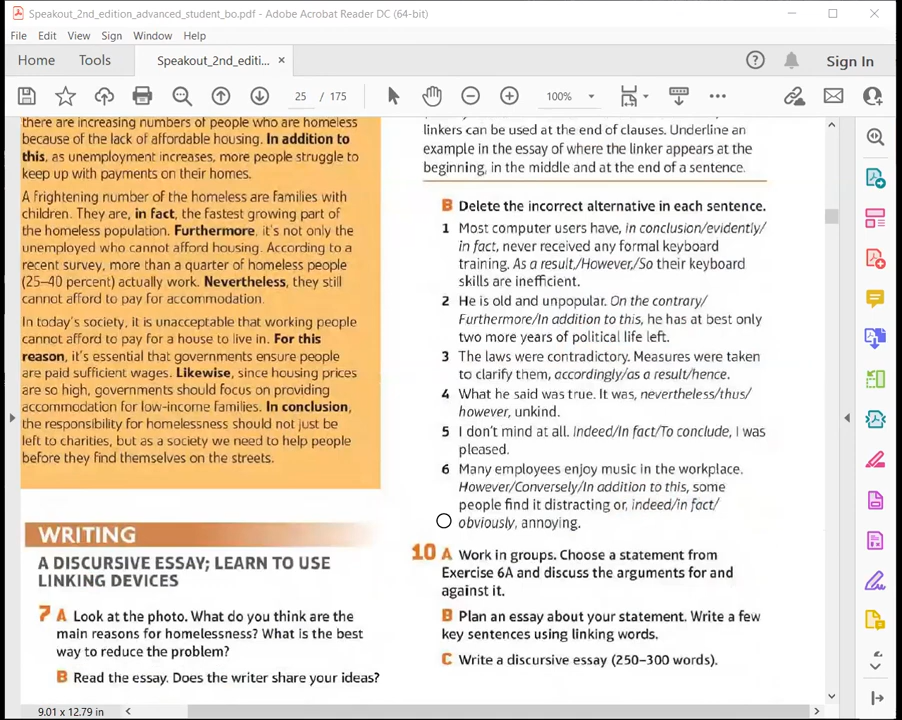 Speakout_2nd_edition_advanced_student_bo.pdf - Adobe Acrobat Reader DC (64-bit)
File Edit View Sign Window Help
Home Tools Speakout_2nd_editi... × Sign In
25 / 175 100%
there are increasing numbers of people who are homeless
because of the lack of affordable housing. In addition to
this, as unemployment increases, more people struggle to
keep up with payments on their homes.
A frightening number of the homeless are families with
children. They are, in fact, the fastest growing part of
the homeless population. Furthermore, it's not only the
unemployed who cannot afford housing. According to a
recent survey, more than a quarter of homeless people
(25–40 percent) actually work. Nevertheless, they still
cannot afford to pay for accommodation.
In today's society, it is unacceptable that working people
cannot afford to pay for a house to live in. For this
reason, it's essential that governments ensure people
are paid sufficient wages. Likewise, since housing prices
are so high, governments should focus on providing
accommodation for low-income families. In conclusion,
the responsibility for homelessness should not just be
left to charities, but as a society we need to help people
before they find themselves on the streets.
WRITING
A DISCURSIVE ESSAY; LEARN TO USE
LINKING DEVICES
7 A Look at the photo. What do you think are the
main reasons for homelessness? What is the best
way to reduce the problem?
B Read the essay. Does the writer share your ideas?
linkers can be used at the end of clauses. Underline an
example in the essay of where the linker appears at the
beginning, in the middle and at the end of a sentence.
B Delete the incorrect alternative in each sentence.
1 Most computer users have, in conclusion/evidently/
in fact, never received any formal keyboard
training. As a result,/However,/So their keyboard
skills are inefficient.
2 He is old and unpopular. On the contrary/
Furthermore/In addition to this, he has at best only
two more years of political life left.
3 The laws were contradictory. Measures were taken
to clarify them, accordingly/as a result/hence.
4 What he said was true. It was, nevertheless/thus/
however, unkind.
5 I don't mind at all. Indeed/In fact/To conclude, I was
pleased.
6 Many employees enjoy music in the workplace.
However/Conversely/In addition to this, some
people find it distracting or, indeed/in fact/
obviously, annoying.
10 A Work in groups. Choose a statement from
Exercise 6A and discuss the arguments for and
against it.
B Plan an essay about your statement. Write a few
key sentences using linking words.
C Write a discursive essay (250–300 words).
9.01 x 12.79 in